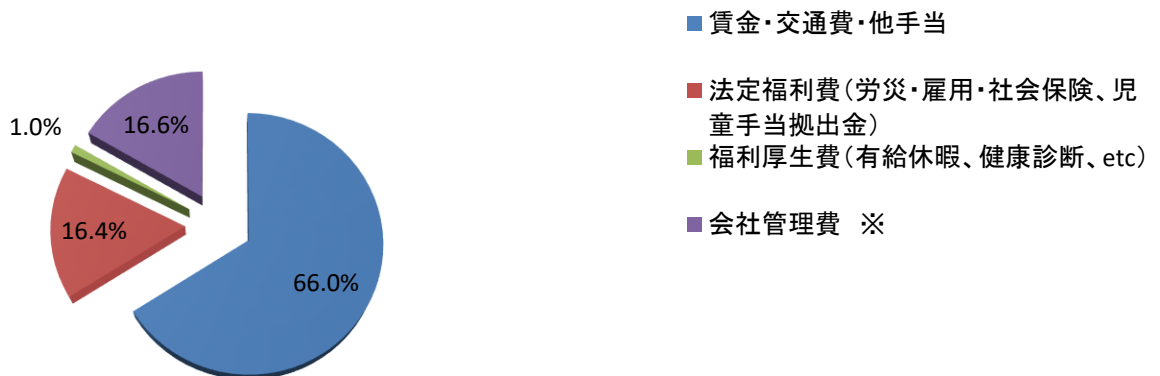 賃金・交通費・他手当
法定福利費（労災・雇用・社会保険、児
童手当拠出金）
福利厚生費（有給休暇、健康診断、etc）
会社管理費　※
1.0%
16.6%
16.4%
66.0%